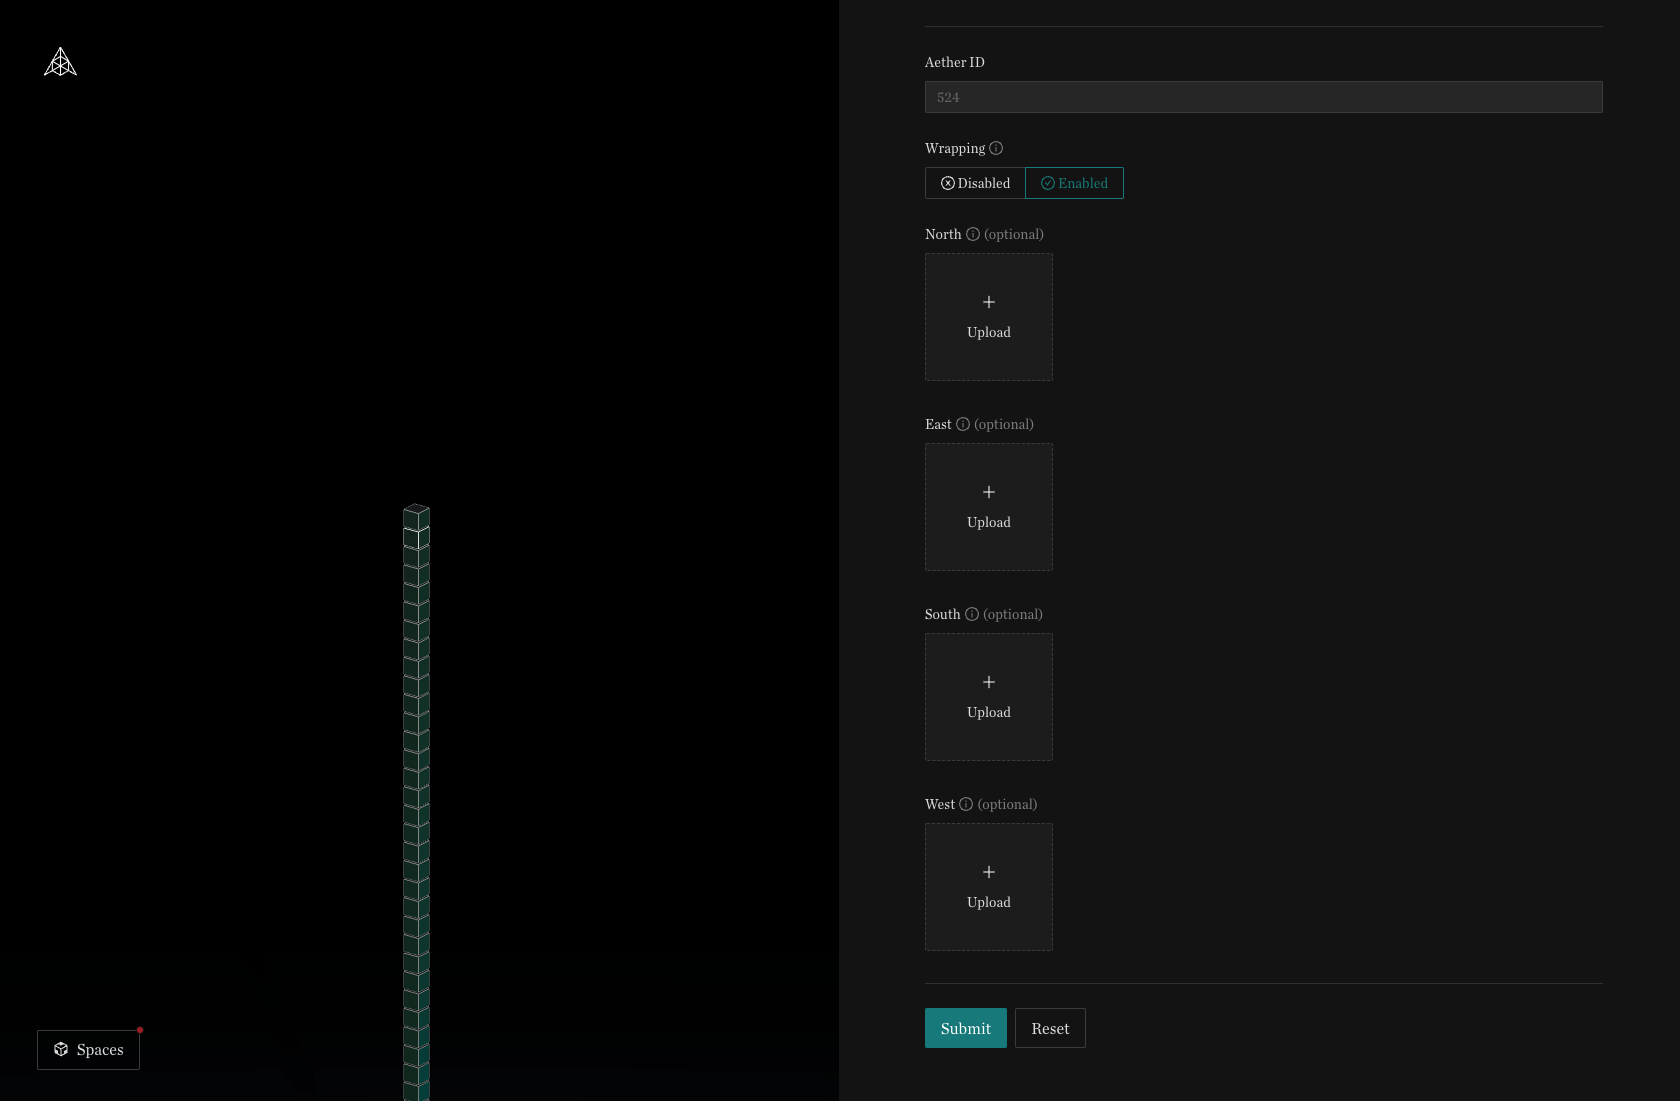 Aether ID
524
Wrapping
Disabled Enabled
North (optional)
Upload
East (optional)
Upload
South (optional)
Upload
West (optional)
Upload
Submit Reset
Spaces